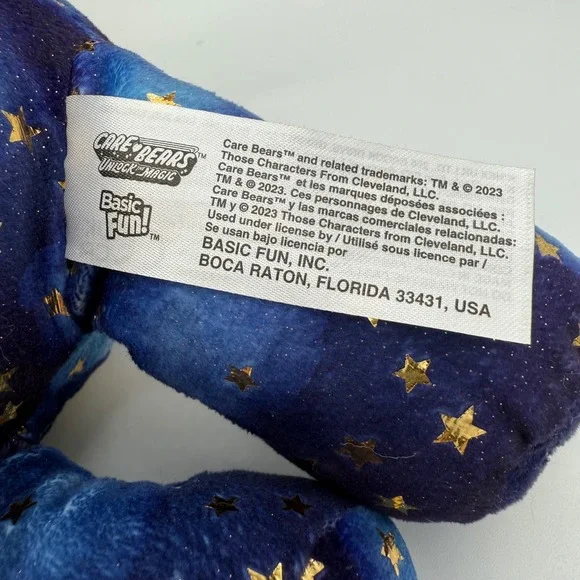 CARE BEARS™
UNLOCK THE MAGIC
Basic
FUN!™
Care Bears™ and related trademarks: TM & © 2023
Those Characters From Cleveland, LLC.
Care Bears™ et les marques déposées associées :
TM & © 2023. Ces personnages de Cleveland, LLC.
Care Bears™ y las marcas comerciales relacionadas:
TM y © 2023 Those Characters from Cleveland, LLC.
Used under license by / Utilisé sous licence par /
Se usan bajo licencia por
BASIC FUN, INC.
BOCA RATON, FLORIDA 33431, USA